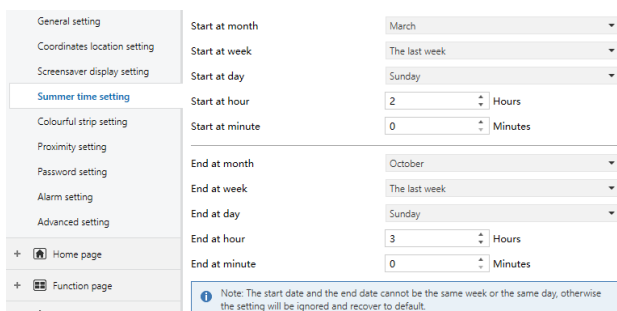 General setting
Coordinates location setting
Screensaver display setting
Summer time setting
Colourful strip setting
Proximity setting
Password setting
Alarm setting
Advanced setting
+ Home page
+ Function page
Start at month March
Start at week The last week
Start at day Sunday
Start at hour 2 Hours
Start at minute 0 Minutes
End at month October
End at week The last week
End at day Sunday
End at hour 3 Hours
End at minute 0 Minutes
Note: The start date and the end date cannot be the same week or the same day, otherwise
the setting will be ignored and recover to default.